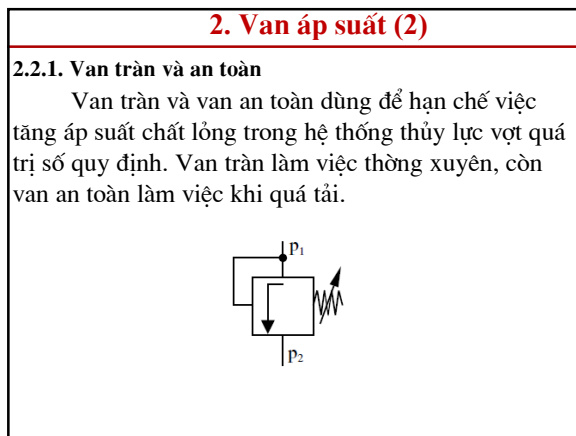 2. Van áp suất (2)
2.2.1. Van tràn và an toàn
Van tràn và van an toàn dùng để hạn chế việc
tăng áp suất chất lỏng trong hệ thống thủy lực vợt quá
trị số quy định. Van tràn làm việc thờng xuyên, còn
van an toàn làm việc khi quá tải.
p₁
p₂